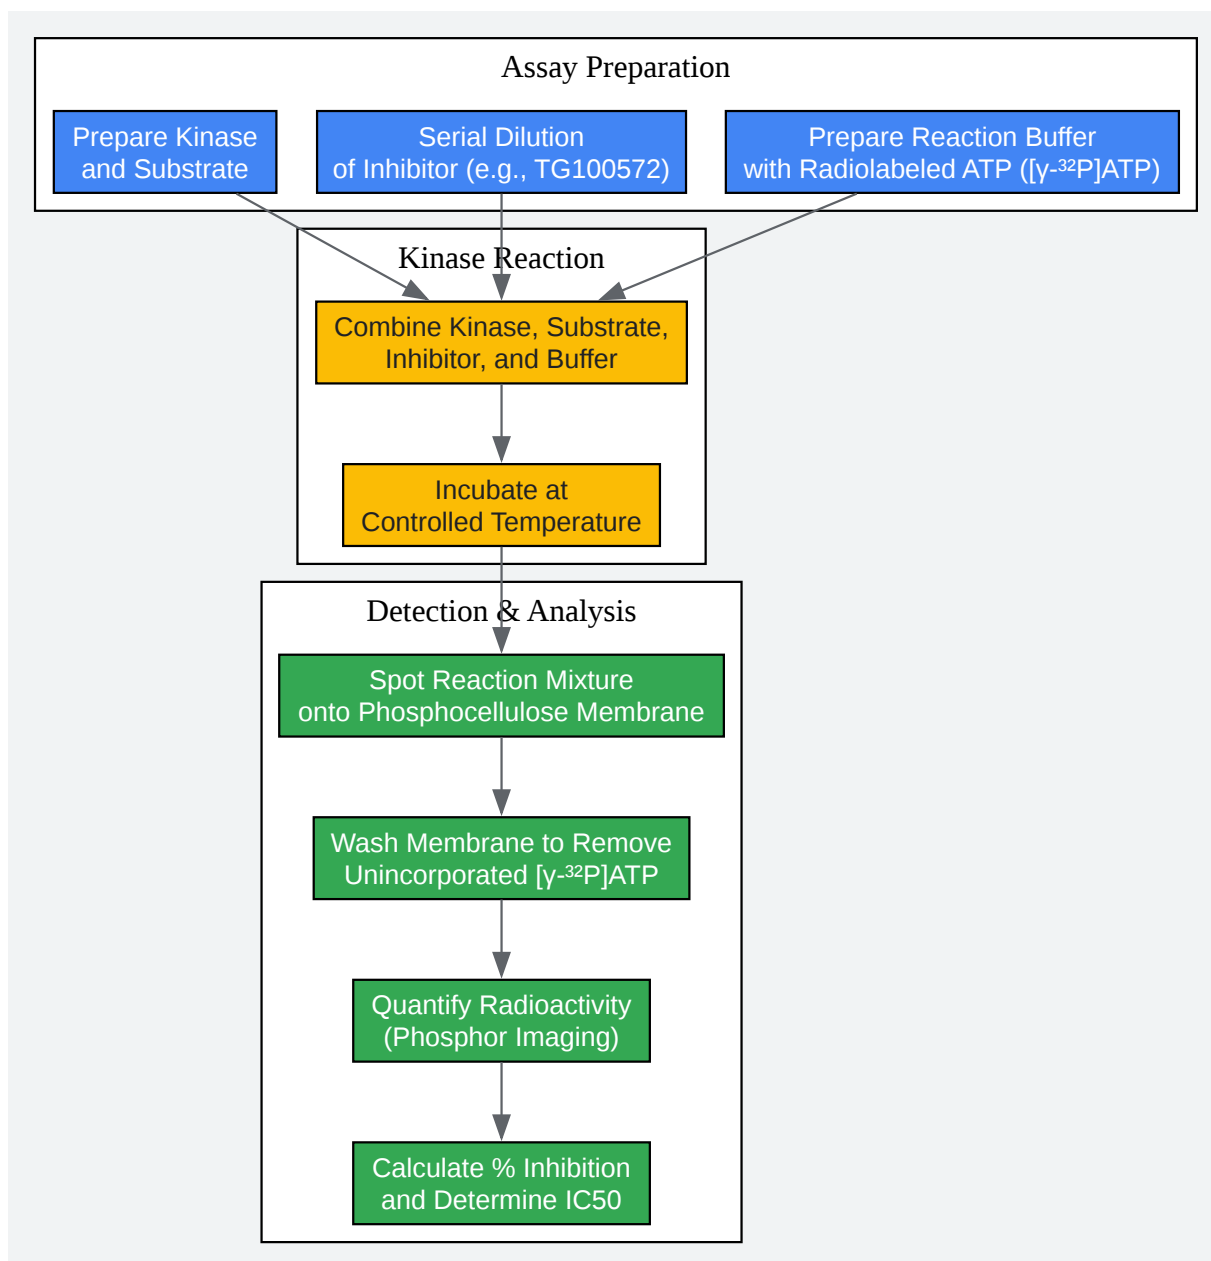 Assay Preparation
Prepare Kinase
and Substrate
Serial Dilution
of Inhibitor (e.g., TG100572)
Prepare Reaction Buffer
with Radiolabeled ATP ([γ-³²P]ATP)
Kinase Reaction
Combine Kinase, Substrate,
Inhibitor, and Buffer
Incubate at
Controlled Temperature
Detection & Analysis
Spot Reaction Mixture
onto Phosphocellulose Membrane
Wash Membrane to Remove
Unincorporated [γ-³²P]ATP
Quantify Radioactivity
(Phosphor Imaging)
Calculate % Inhibition
and Determine IC50